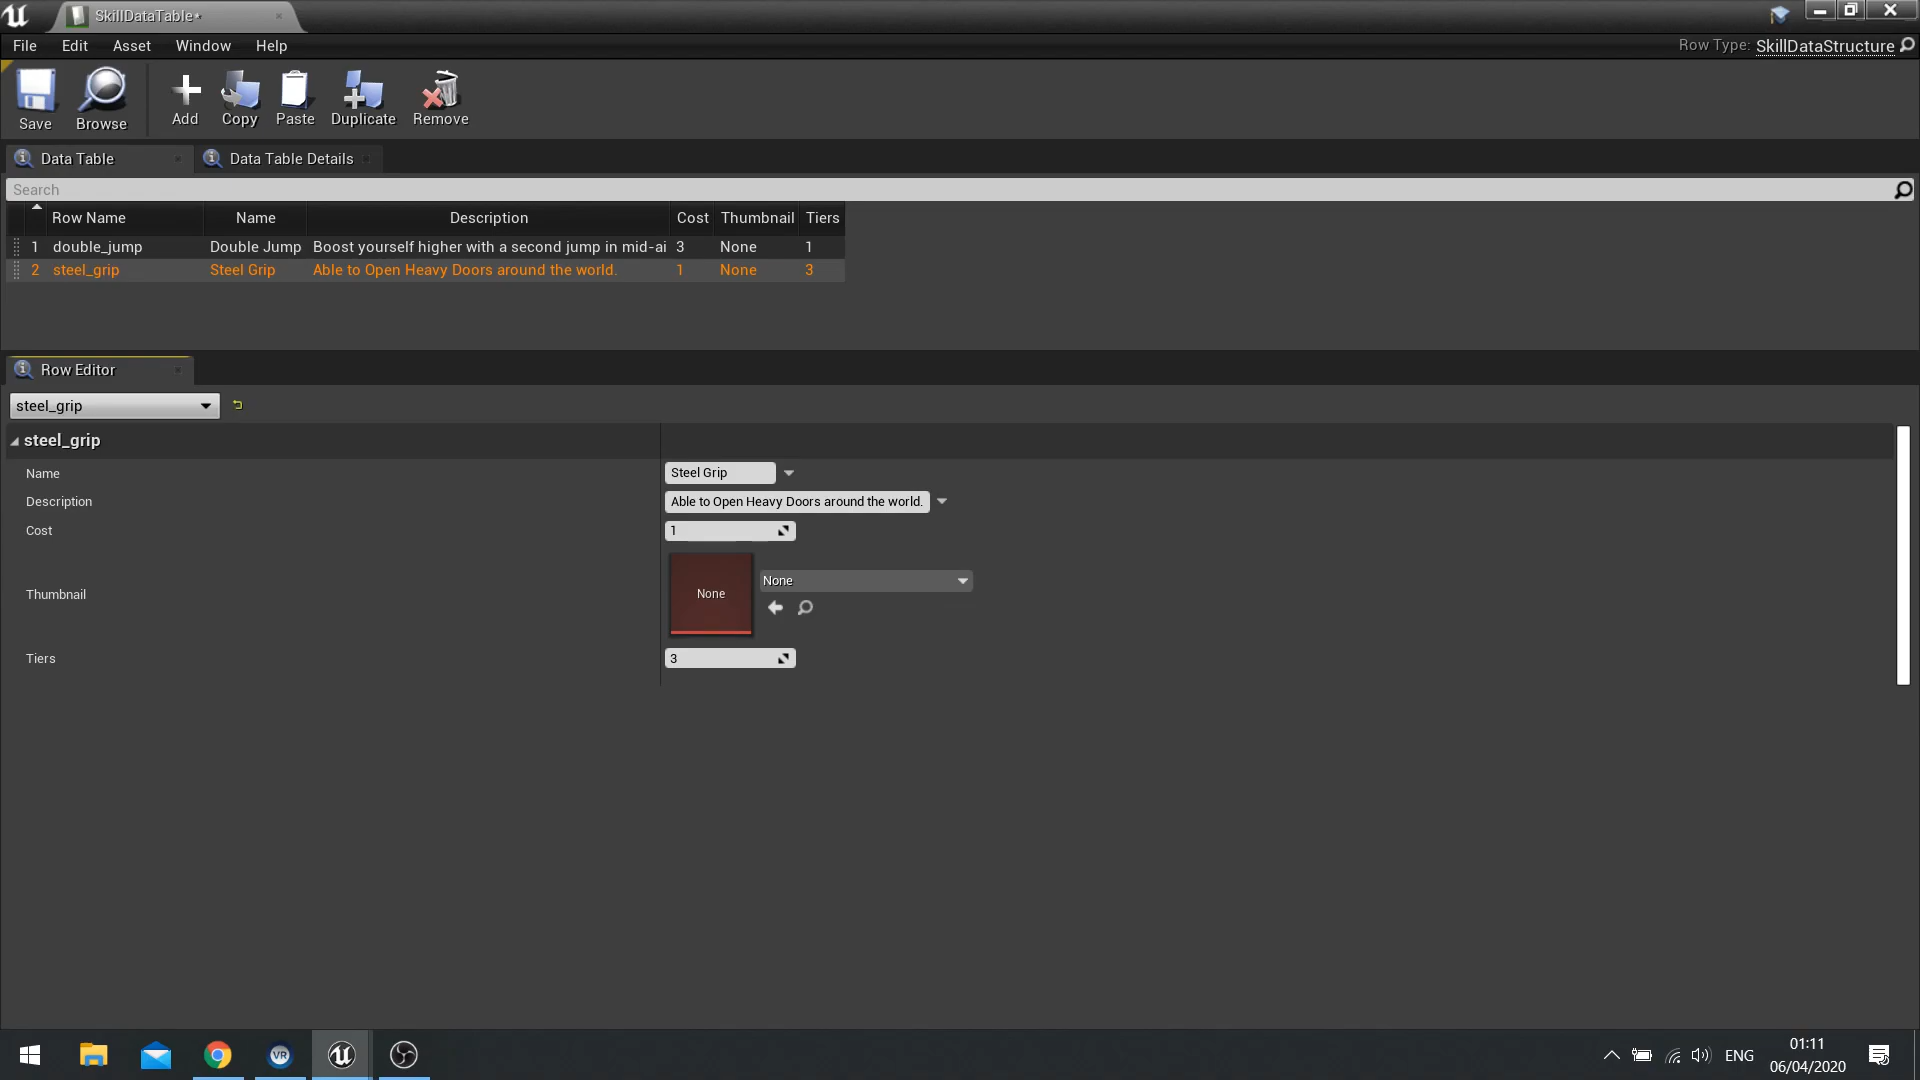 SkillDataTable*
File Edit Asset Window Help
Row Type: SkillDataStructure
Save Browse Add Copy Paste Duplicate Remove
Data Table Data Table Details
Search
Row Name Name Description Cost Thumbnail Tiers
1 double_jump Double Jump Boost yourself higher with a second jump in mid-ai 3 None 1
2 steel_grip Steel Grip Able to Open Heavy Doors around the world. 1 None 3
Row Editor
steel_grip
steel_grip
Name Steel Grip
Description Able to Open Heavy Doors around the world.
Cost 1
Thumbnail None None
Tiers 3
VR
ENG
01:11
06/04/2020